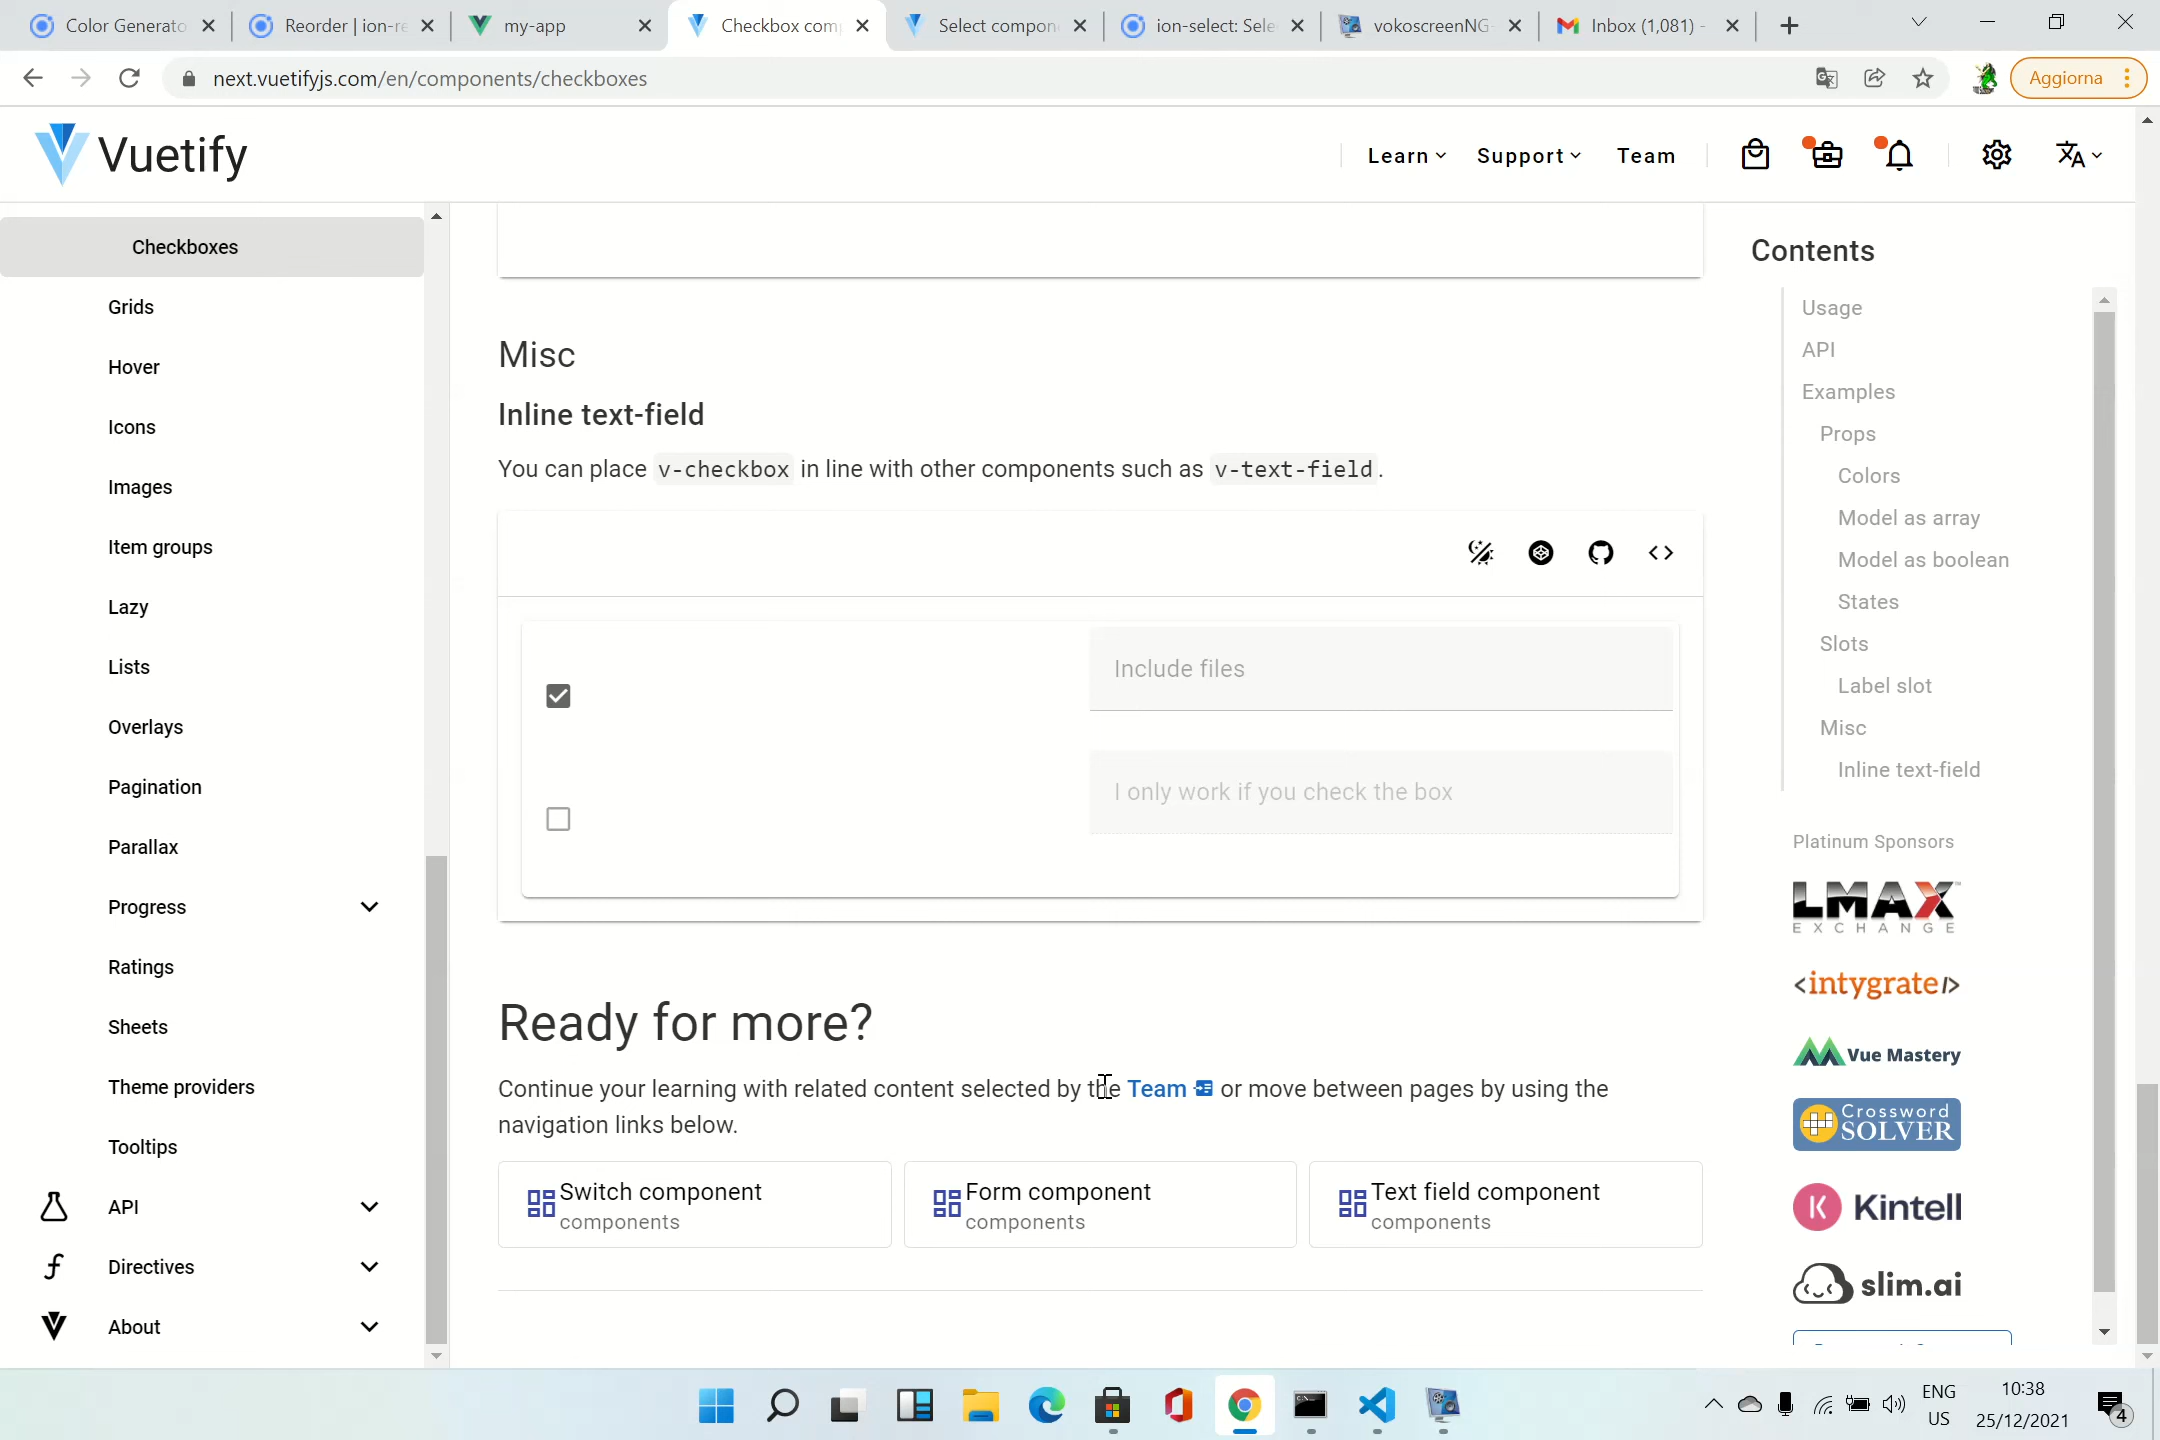 Color Generato
Reorder | ion-re
my-app
Checkbox com
Select compon
ion-select: Sele
vokoscreenNG
Inbox (1,081) -
next.vuetifyjs.com/en/components/checkboxes
Aggiorna
Vuetify
Learn
Support
Team
Checkboxes
Grids
Hover
Icons
Images
Item groups
Lazy
Lists
Overlays
Pagination
Parallax
Progress
Ratings
Sheets
Theme providers
Tooltips
API
Directives
About
Misc
Inline text-field
You can place v-checkbox in line with other components such as v-text-field.
Include files
I only work if you check the box
Ready for more?
Continue your learning with related content selected by the Team or move between pages by using the
navigation links below.
Switch component
components
Form component
components
Text field component
components
Contents
Usage
API
Examples
Props
Colors
Model as array
Model as boolean
States
Slots
Label slot
Misc
Inline text-field
Platinum Sponsors
LMAX
EXCHANGE
<intygrate/>
Vue Mastery
Crossword
SOLVER
K Kintell
slim.ai
ENG
US
10:38
25/12/2021
4